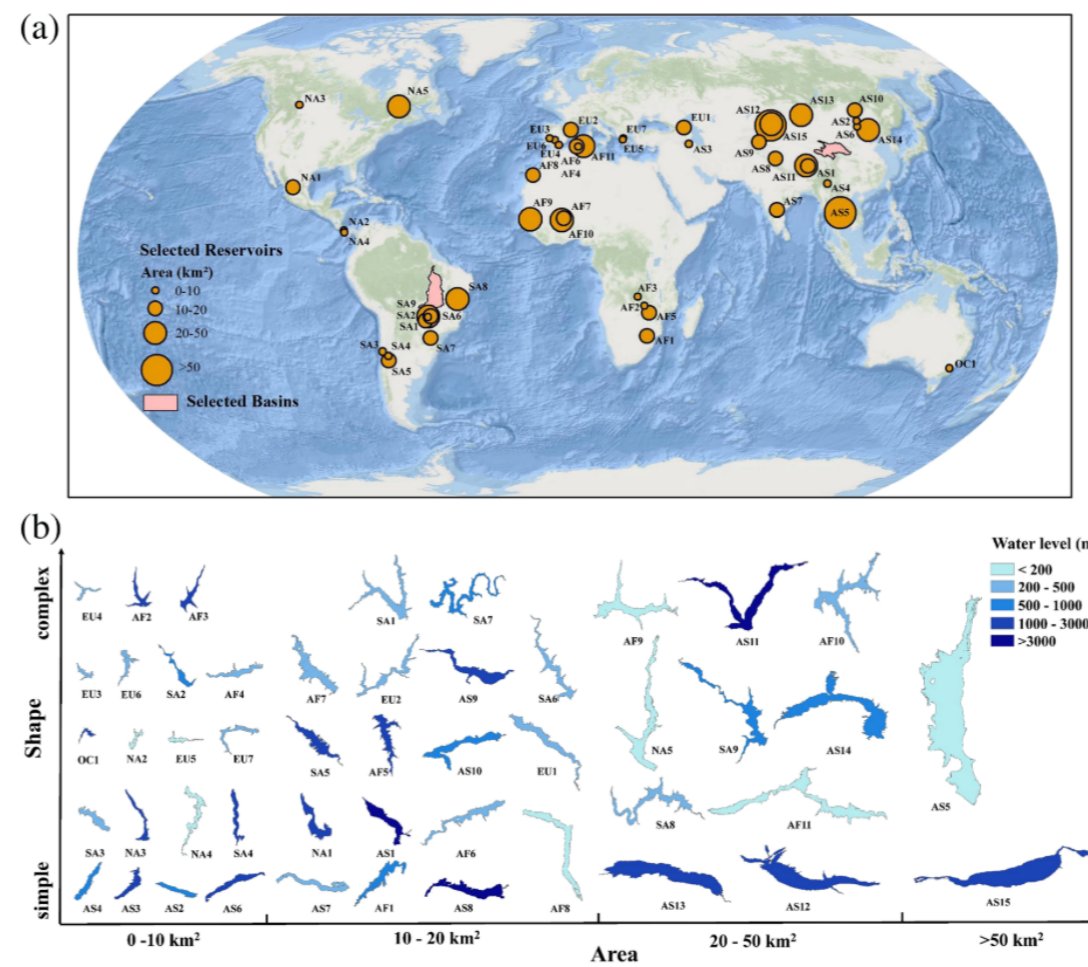 (a)
NA3
NA5
EU3
EU2
EU7
EU1
AS13
AS10
AS12
AS2
AS6
AS14
AS15
EU6
EU4
AF6
AF11
EU5
AS3
AS9
AF8
AF4
AS8
AS11
AS1
AS4
NA1
AF9
AF7
AS7
AS5
NA2
NA4
AF10
Selected Reservoirs
Area (km²)
0-10
10-20
20-50
>50
Selected Basins
SA8
SA9
SA2
SA6
SA1
SA7
SA3
SA4
SA5
AF3
AF2
AF5
AF1
OC1
(b)
Water level (m
< 200
200 - 500
500 - 1000
1000 - 3000
>3000
complex
Shape
simple
EU4 AF2 AF3 SA1 SA7 AF9 AS11 AF10
EU3 EU6 SA2 AF4 AF7 EU2 AS9 SA6
OC1 NA2 EU5 EU7 SA5 AF5 AS10 EU1 NA5 SA9 AS14 AS5
SA3 NA3 NA4 SA4 NA1 AS1 AF6 SA8 AF11
AS4 AS3 AS2 AS6 AS7 AF1 AS8 AF8 AS13 AS12 AS15
0 -10 km² 10 - 20 km² 20 - 50 km² >50 km²
Area